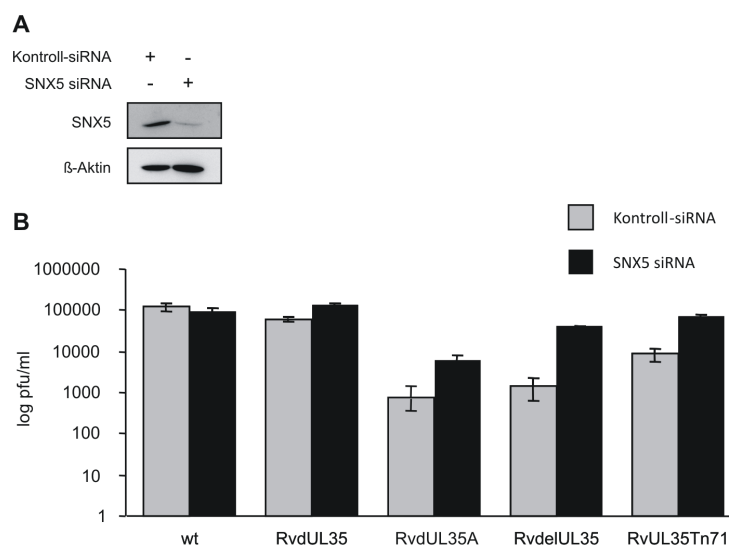 A
Kontroll-siRNA + -
SNX5 siRNA - +
SNX5
ß-Aktin
B
Kontroll-siRNA
SNX5 siRNA
log pfu/ml
1000000
100000
10000
1000
100
10
1
wt RvdUL35 RvdUL35A RvdelUL35 RvUL35Tn71